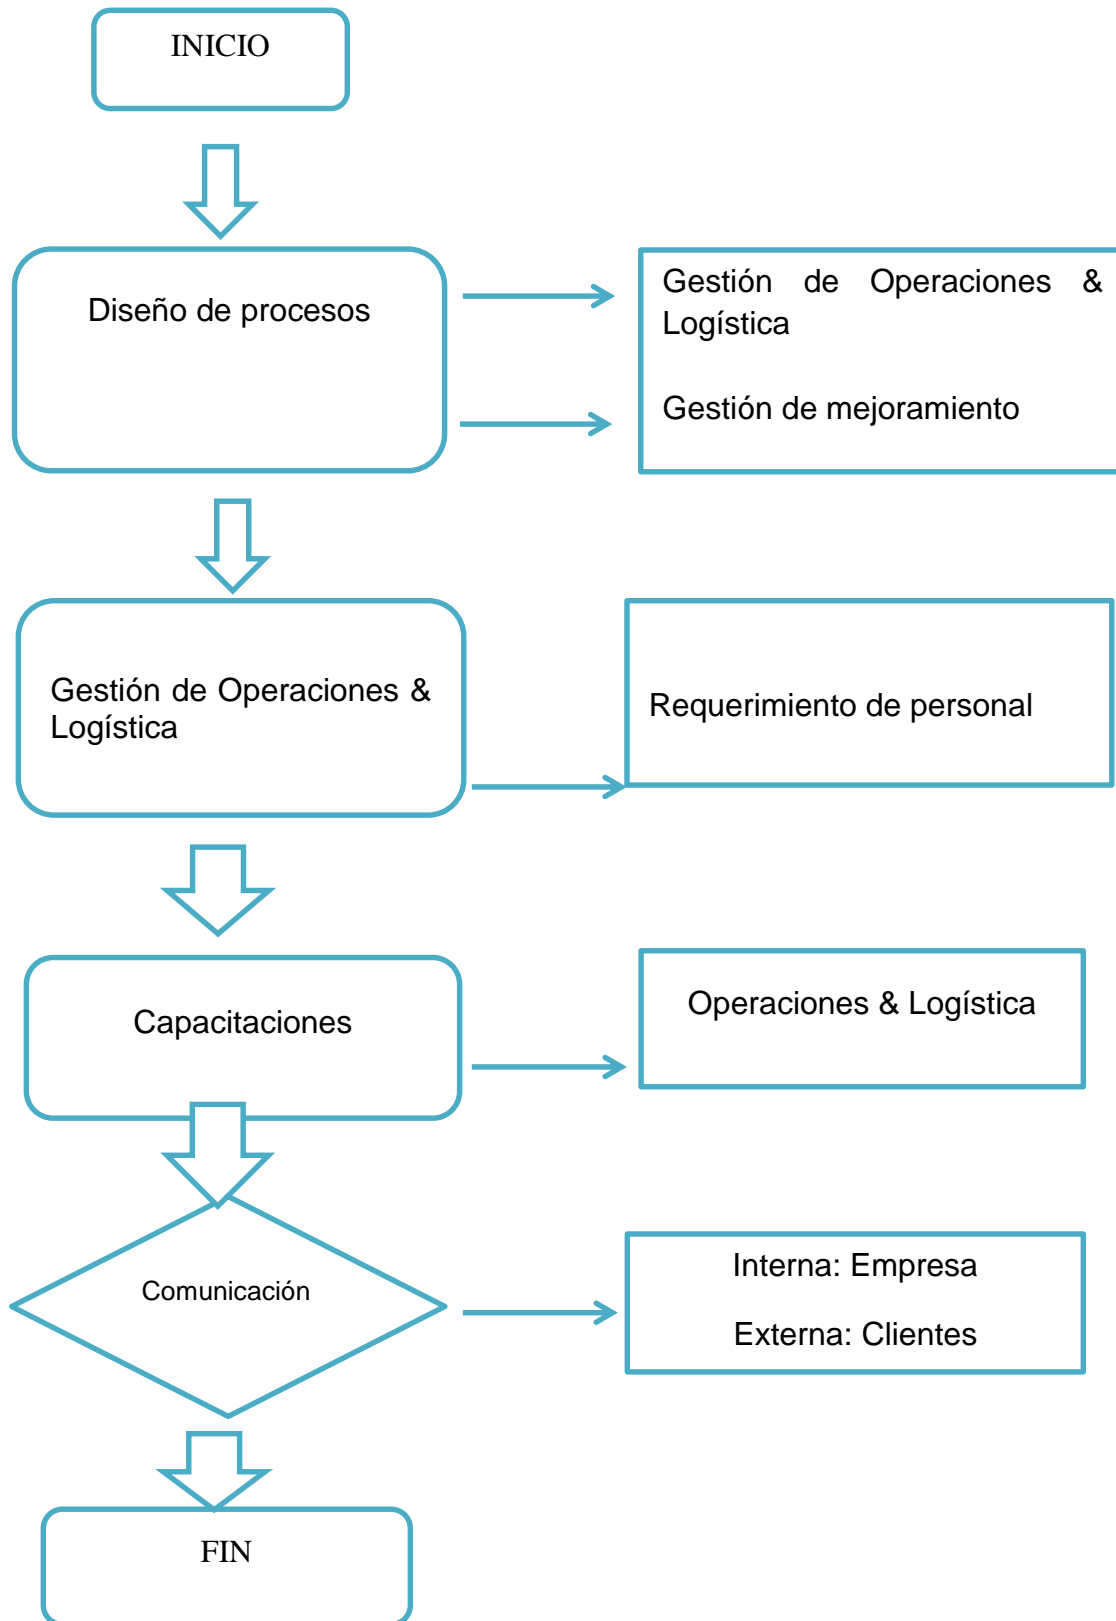 INICIO
Diseño de procesos
Gestión de Operaciones &
Logística
Gestión de mejoramiento
Gestión de Operaciones &
Logística
Requerimiento de personal
Capacitaciones
Operaciones & Logística
Comunicación
Interna: Empresa
Externa: Clientes
FIN